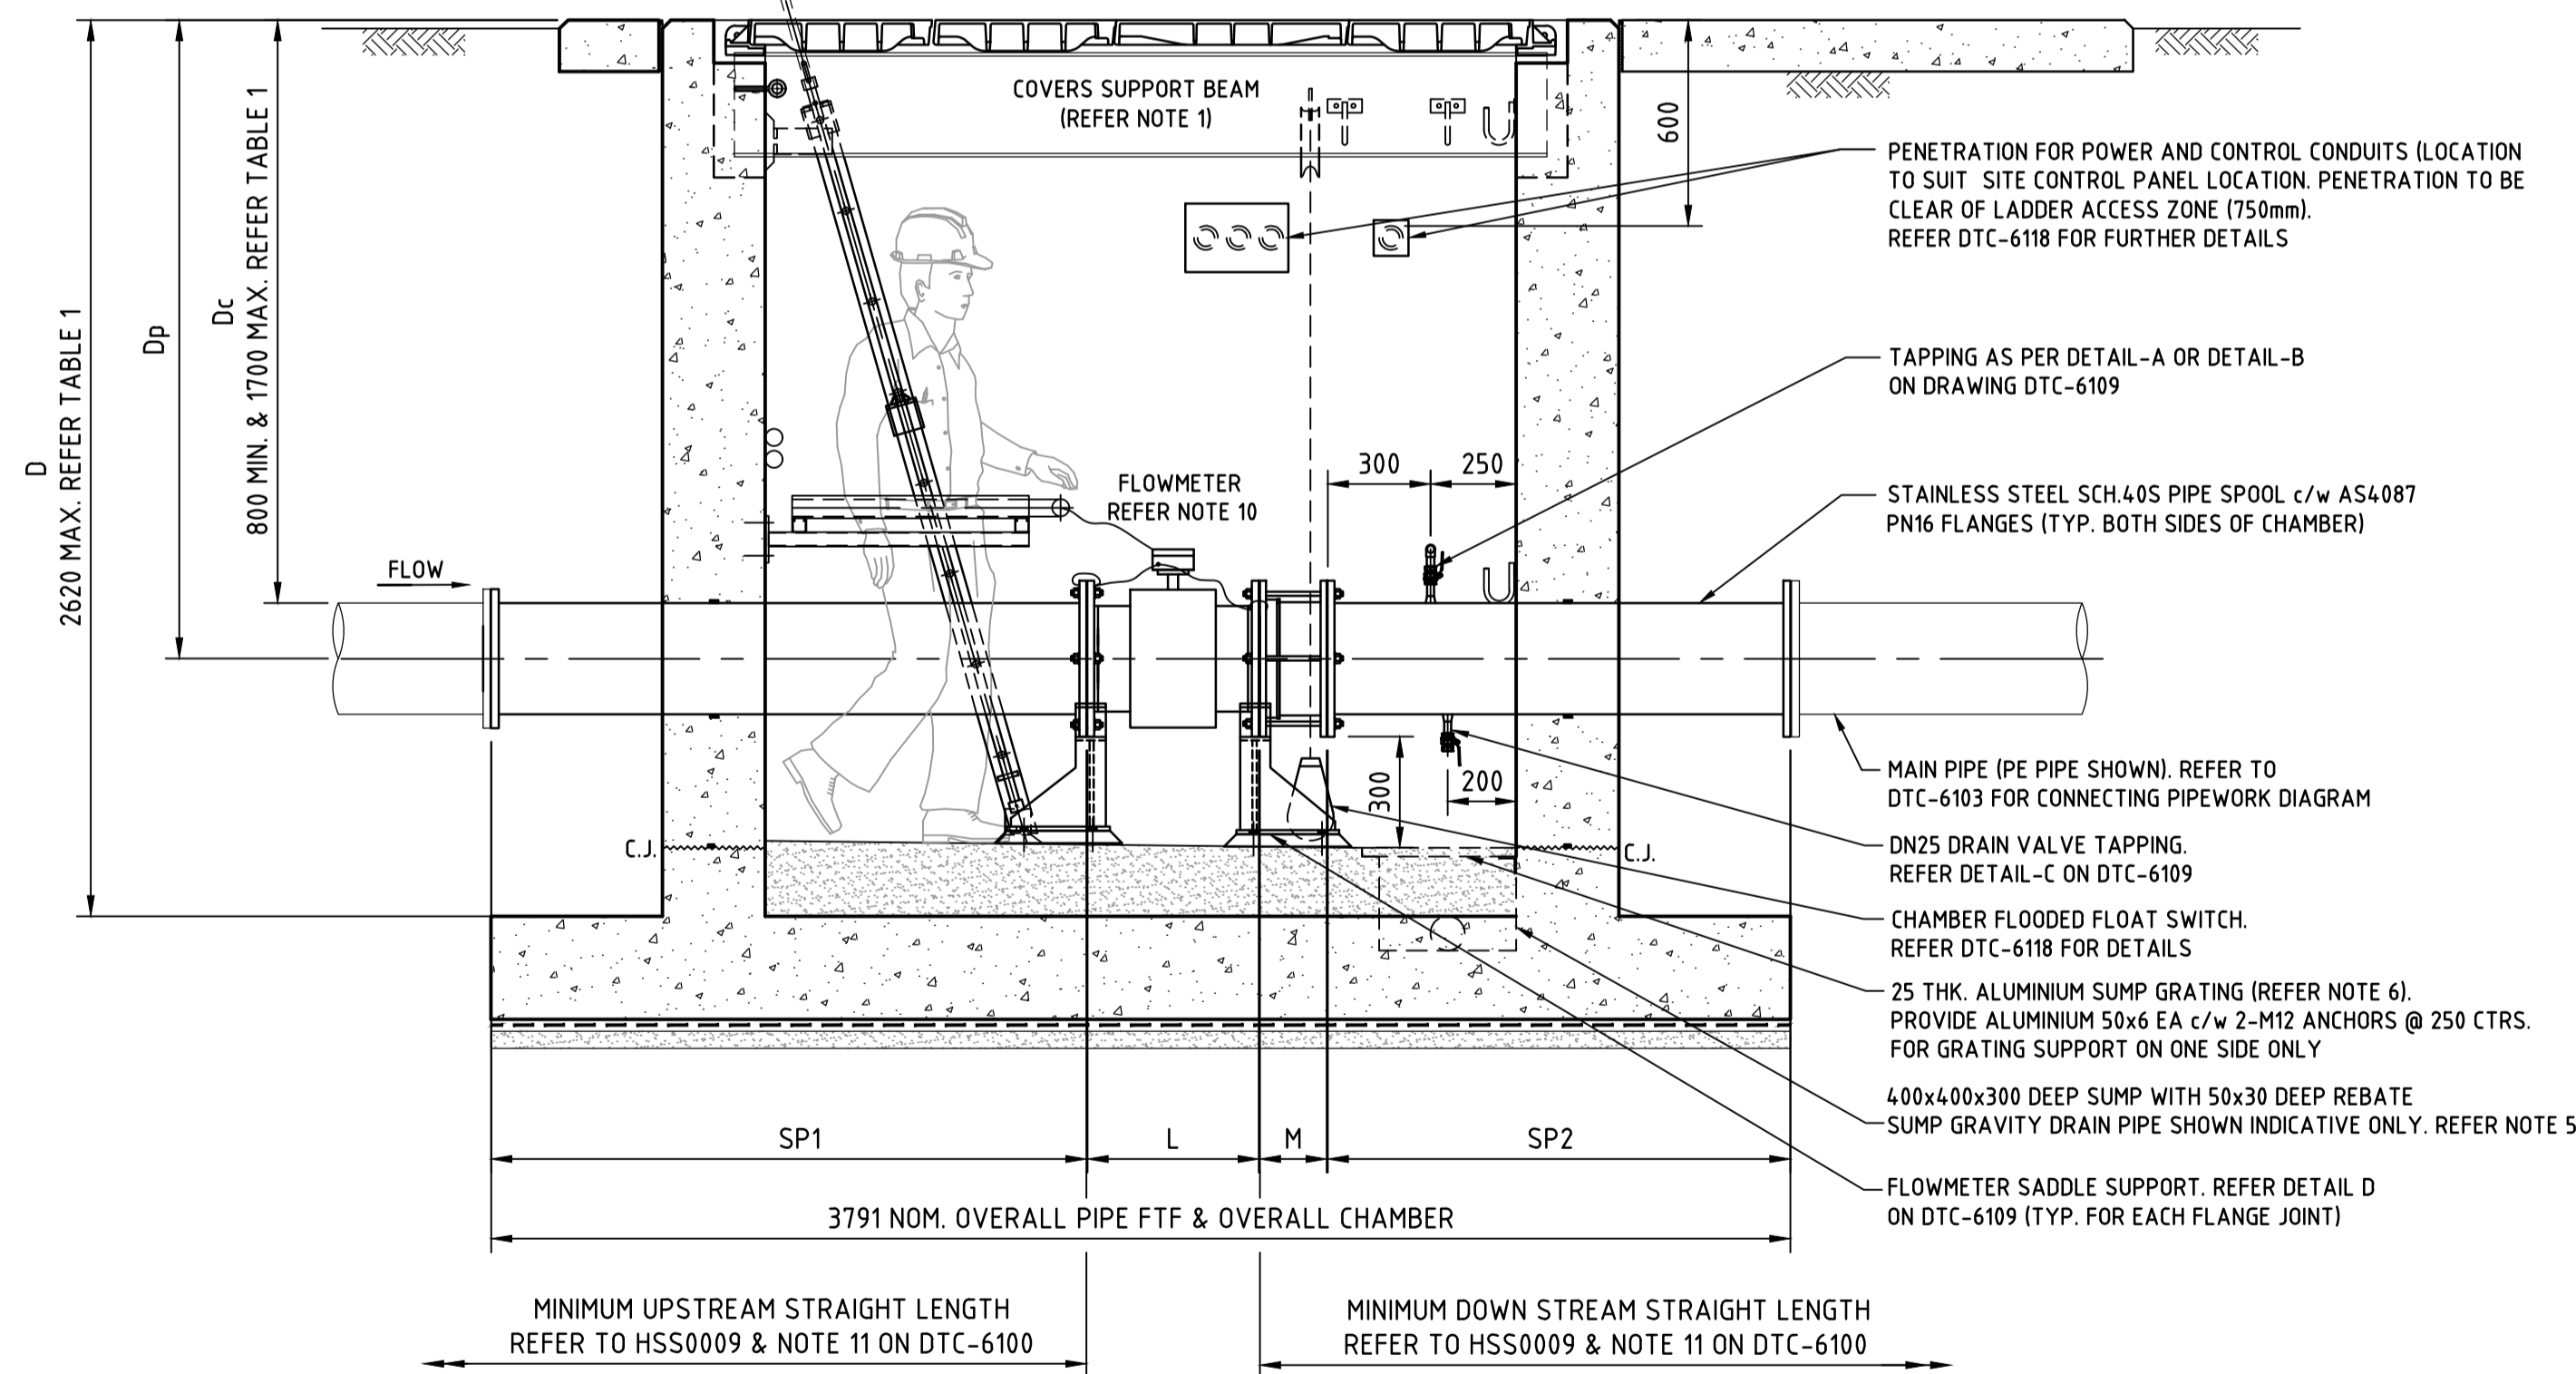 COVERS SUPPORT BEAM
(REFER NOTE 1)
600
PENETRATION FOR POWER AND CONTROL CONDUITS (LOCATION
TO SUIT SITE CONTROL PANEL LOCATION. PENETRATION TO BE
CLEAR OF LADDER ACCESS ZONE (750mm).
REFER DTC-6118 FOR FURTHER DETAILS
D
2620 MAX. REFER TABLE 1
Dp
Dc
800 MIN. & 1700 MAX. REFER TABLE 1
TAPPING AS PER DETAIL-A OR DETAIL-B
ON DRAWING DTC-6109
300
250
FLOWMETER
REFER NOTE 10
STAINLESS STEEL SCH.40S PIPE SPOOL c/w AS4087
PN16 FLANGES (TYP. BOTH SIDES OF CHAMBER)
FLOW
300
200
MAIN PIPE (PE PIPE SHOWN). REFER TO
DTC-6103 FOR CONNECTING PIPEWORK DIAGRAM
C.J.
C.J.
DN25 DRAIN VALVE TAPPING.
REFER DETAIL-C ON DTC-6109
CHAMBER FLOODED FLOAT SWITCH.
REFER DTC-6118 FOR DETAILS
25 THK. ALUMINIUM SUMP GRATING (REFER NOTE 6).
PROVIDE ALUMINIUM 50x6 EA c/w 2-M12 ANCHORS @ 250 CTRS.
FOR GRATING SUPPORT ON ONE SIDE ONLY
400x400x300 DEEP SUMP WITH 50x30 DEEP REBATE
SUMP GRAVITY DRAIN PIPE SHOWN INDICATIVE ONLY. REFER NOTE 5
SP1
L
M
SP2
FLOWMETER SADDLE SUPPORT. REFER DETAIL D
ON DTC-6109 (TYP. FOR EACH FLANGE JOINT)
3791 NOM. OVERALL PIPE FTF & OVERALL CHAMBER
MINIMUM UPSTREAM STRAIGHT LENGTH
REFER TO HSS0009 & NOTE 11 ON DTC-6100
MINIMUM DOWN STREAM STRAIGHT LENGTH
REFER TO HSS0009 & NOTE 11 ON DTC-6100